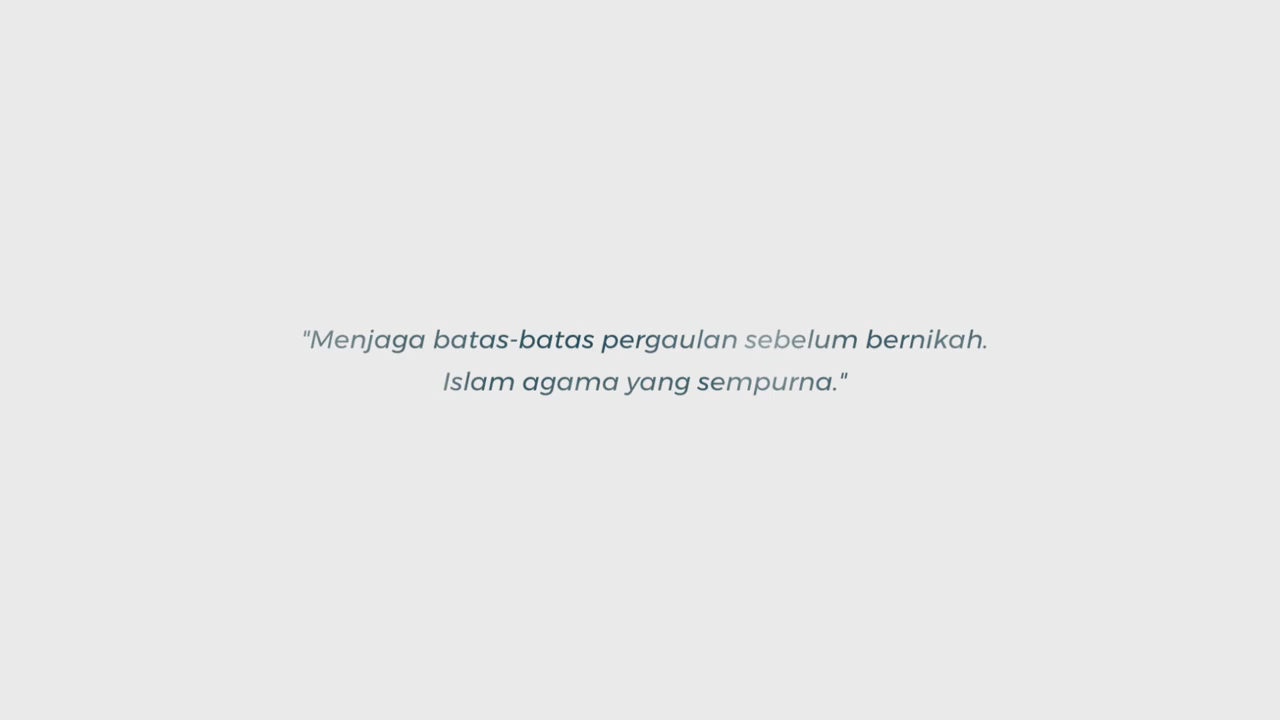 "Menjaga batas-batas pergaulan sebelum bernikah.
Islam agama yang sempurna."